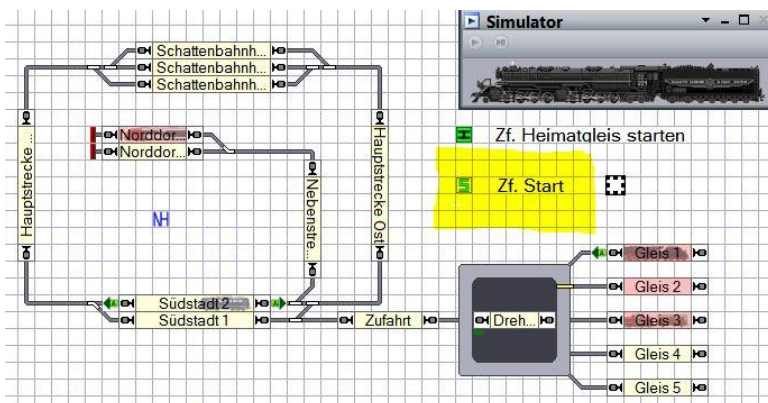 Simulator
Schattenbahnh...
Schattenbahnh...
Schattenbahnh...
Hauptstrecke ...
Norddor...
Norddor...
Nebenstre...
Hauptstrecke Ost
Zf. Heimatgleis starten
S Zf. Start
NH
Südstadt 2
Südstadt 1
Zufahrt
Dreh...
Gleis 1
Gleis 2
Gleis 3
Gleis 4
Gleis 5